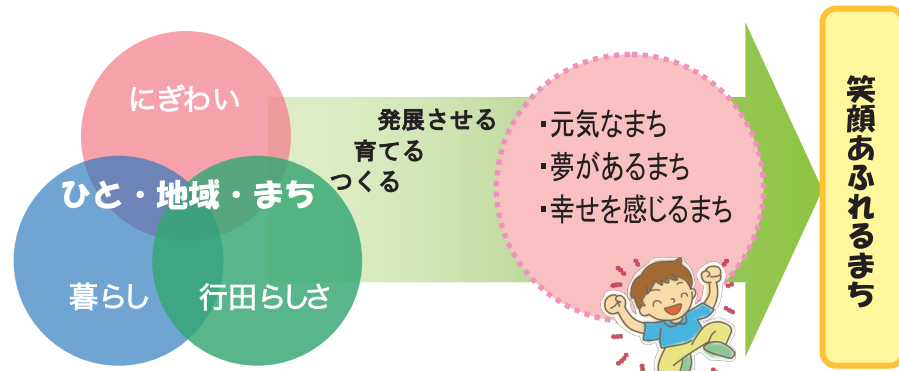 にぎわい
ひと・地域・まち
暮らし
行田らしさ
発展させる
育てる
つくる
・元気なまち
・夢があるまち
・幸せを感じるまち
笑顔あふれるまち